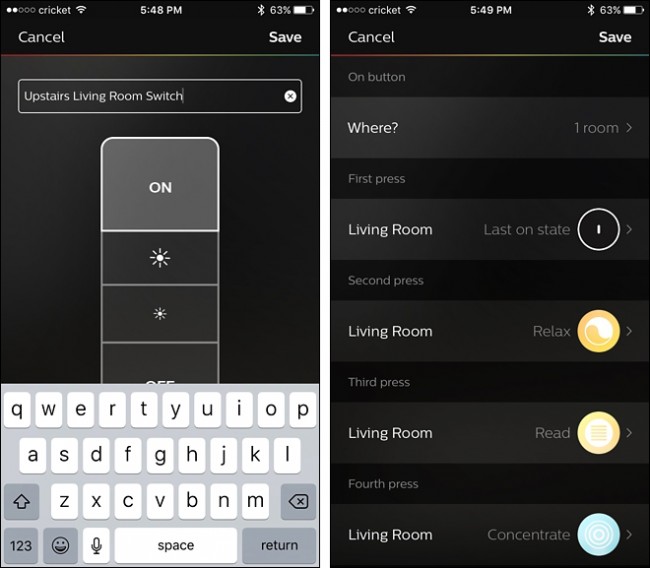 cricket 5:48 PM 63%
Cancel Save
Upstairs Living Room Switch
ON
OFF
q w e r t y u i o p
a s d f g h j k l
z x c v b n m
123 space return
cricket 5:49 PM 63%
Cancel Save
On button
Where? 1 room
First press
Living Room Last on state
Second press
Living Room Relax
Third press
Living Room Read
Fourth press
Living Room Concentrate